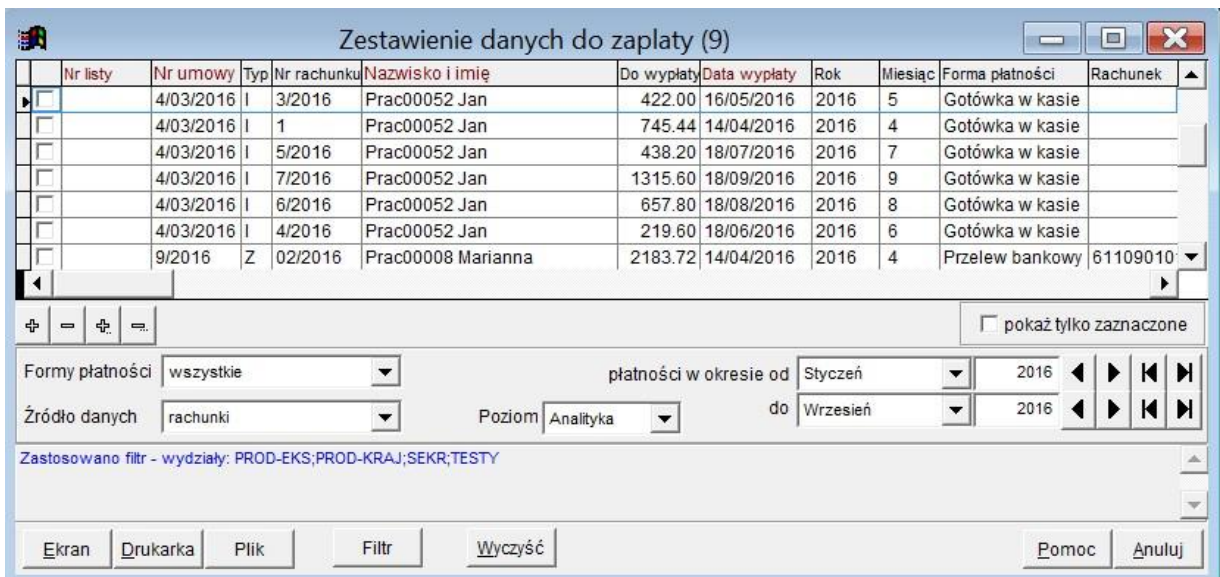 Zestawienie danych do zaplaty (9)
Nr listy Nr umowy Typ Nr rachunku Nazwisko i imię Do wypłaty Data wypłaty Rok Miesiąc Forma płatności Rachunek
4/03/2016 I 3/2016 Prac00052 Jan 422.00 16/05/2016 2016 5 Gotówka w kasie
4/03/2016 I 1 Prac00052 Jan 745.44 14/04/2016 2016 4 Gotówka w kasie
4/03/2016 I 5/2016 Prac00052 Jan 438.20 18/07/2016 2016 7 Gotówka w kasie
4/03/2016 I 7/2016 Prac00052 Jan 1315.60 18/09/2016 2016 9 Gotówka w kasie
4/03/2016 I 6/2016 Prac00052 Jan 657.80 18/08/2016 2016 8 Gotówka w kasie
4/03/2016 I 4/2016 Prac00052 Jan 219.60 18/06/2016 2016 6 Gotówka w kasie
9/2016 Z 02/2016 Prac00008 Marianna 2183.72 14/04/2016 2016 4 Przelew bankowy 61109010
pokaż tylko zaznaczone
Formy płatności wszystkie płatności w okresie od Styczeń 2016
Źródło danych rachunki Poziom Analityka do Wrzesień 2016
Zastosowano filtr - wydziały: PROD-EKS;PROD-KRAJ;SEKR;TESTY
Ekran Drukarka Plik Filtr Wyczyść Pomoc Anuluj